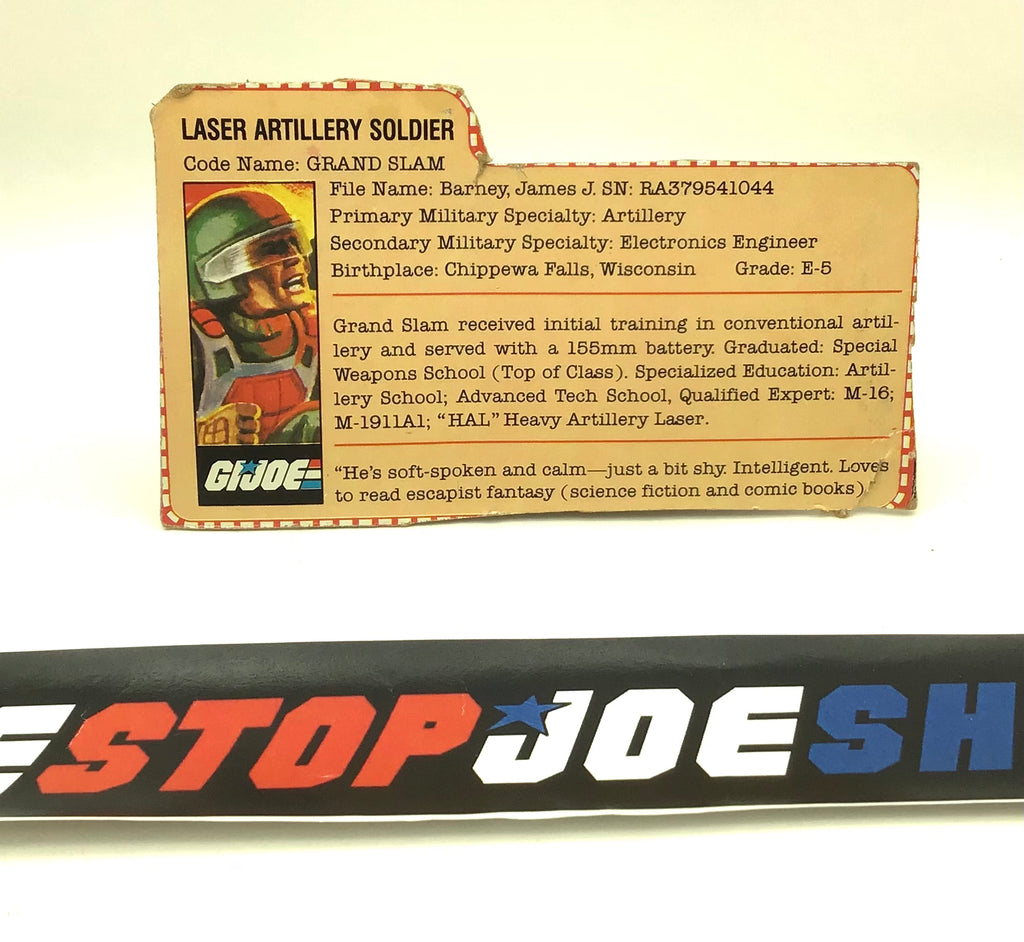 LASER ARTILLERY SOLDIER
Code Name: GRAND SLAM
File Name: Barney, James J. SN: RA379541044
Primary Military Specialty: Artillery
Secondary Military Specialty: Electronics Engineer
Birthplace: Chippewa Falls, Wisconsin Grade: E-5
Grand Slam received initial training in conventional artil-
lery and served with a 155mm battery. Graduated: Special
Weapons School (Top of Class). Specialized Education: Artil-
lery School; Advanced Tech School, Qualified Expert: M-16;
M-1911A1; “HAL” Heavy Artillery Laser.
GIJOE
“He's soft-spoken and calm—just a bit shy. Intelligent. Loves
to read escapist fantasy (science fiction and comic books)
E STOP JOE SH